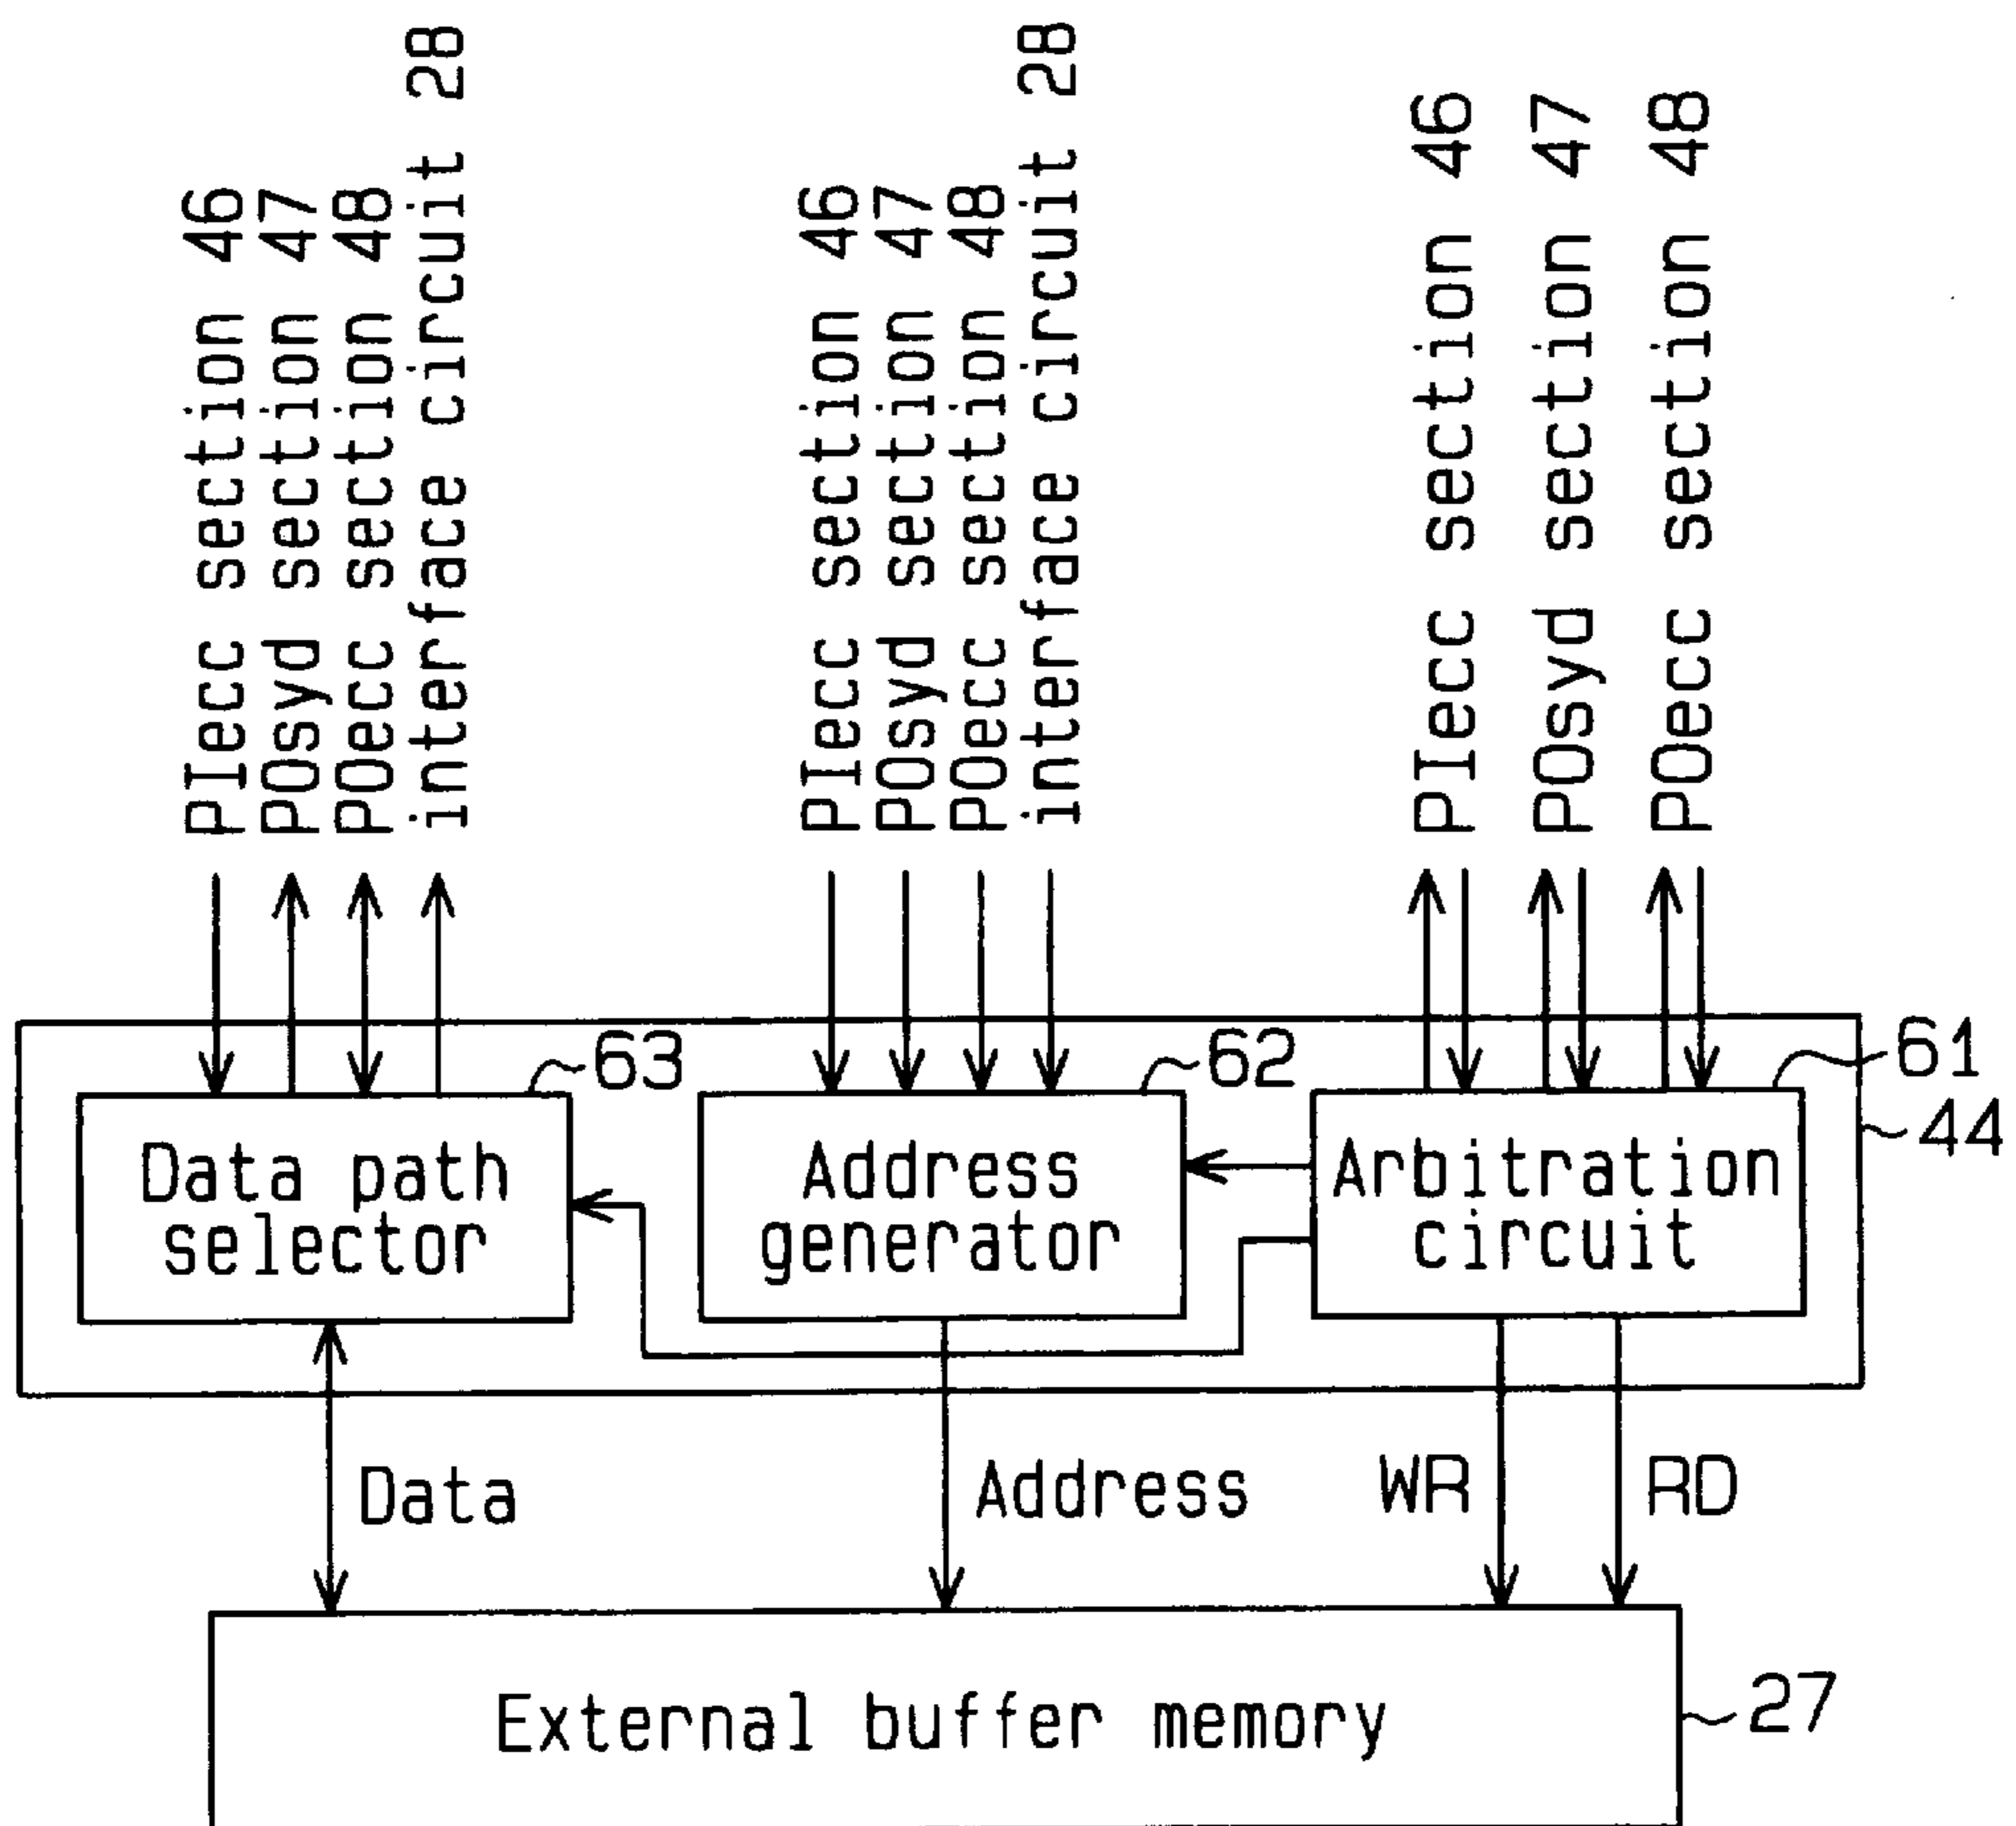 PIecc section 46
POsyd section 47
POecc section 48
interface circuit 28
PIecc section 46
POsyd section 47
POecc section 48
interface circuit 28
PIecc section 46
POsyd section 47
POecc section 48
63
62
61
44
Data path
selector
Address
generator
Arbitration
circuit
Data
Address
WR
RD
External buffer memory
27